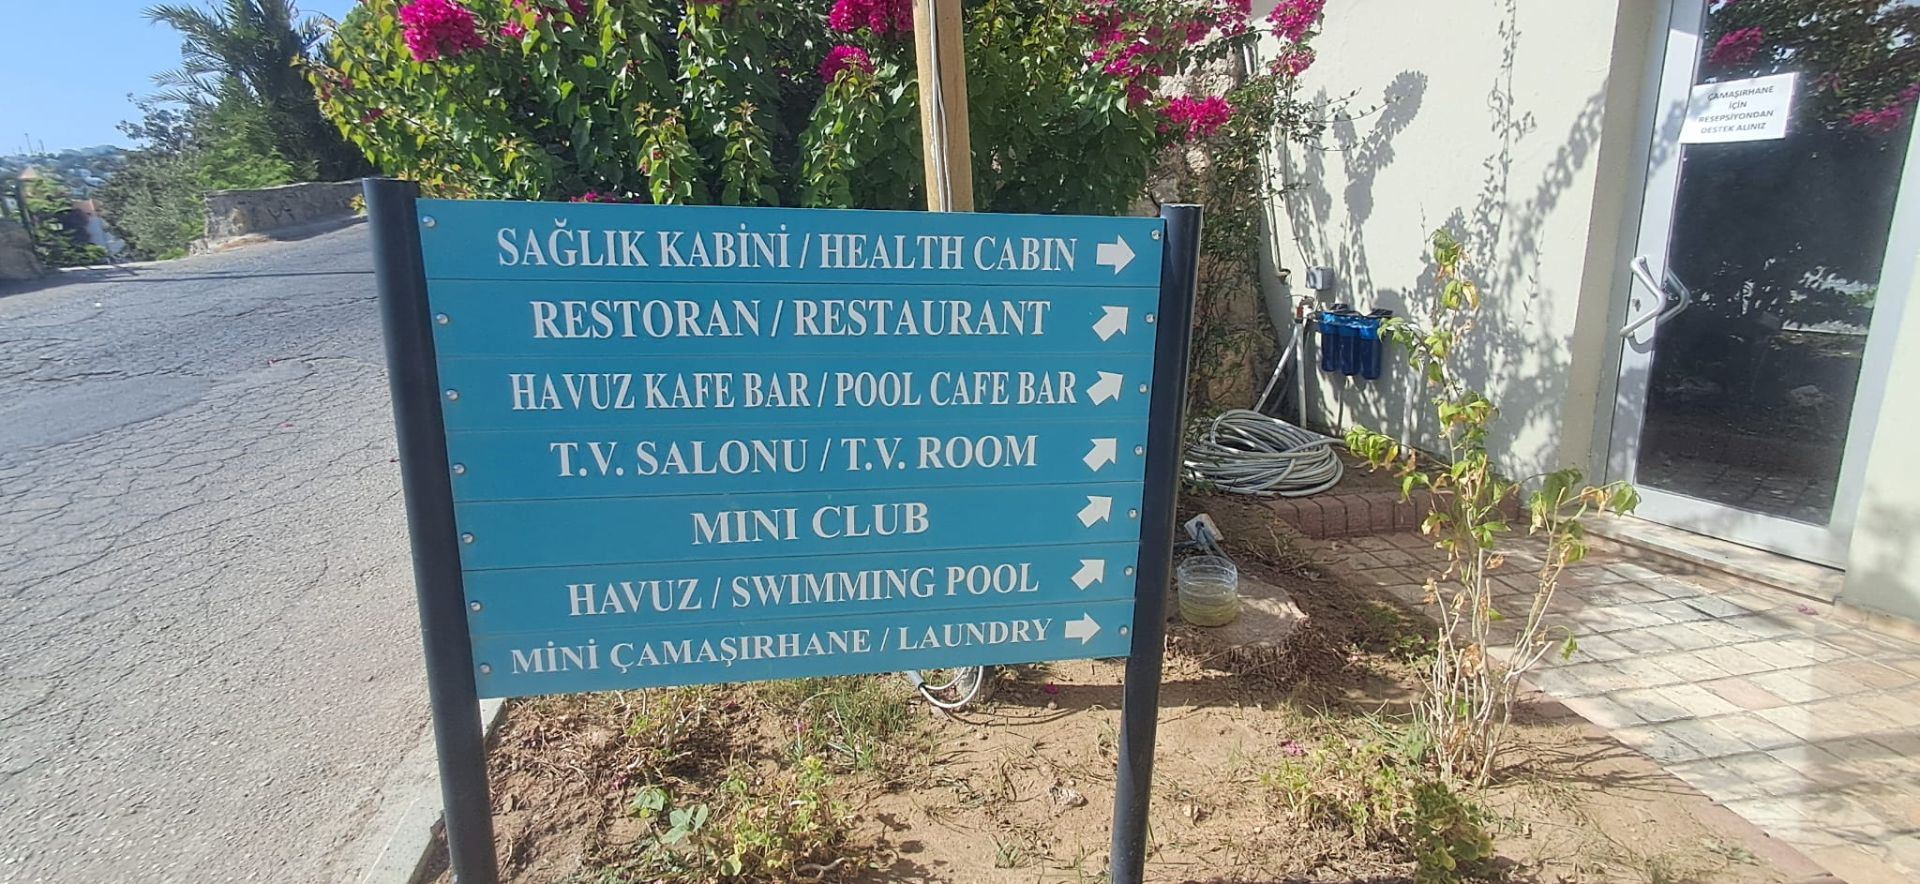 SAĞLIK KABİNİ / HEALTH CABIN
RESTORAN / RESTAURANT
HAVUZ KAFE BAR / POOL CAFE BAR
T.V. SALONU / T.V. ROOM
MINI CLUB
HAVUZ / SWIMMING POOL
MİNİ ÇAMAŞIRHANE / LAUNDRY
ÇAMAŞIRHANE
İÇİN
RESEPSİYONDAN
DESTEK ALINIZ